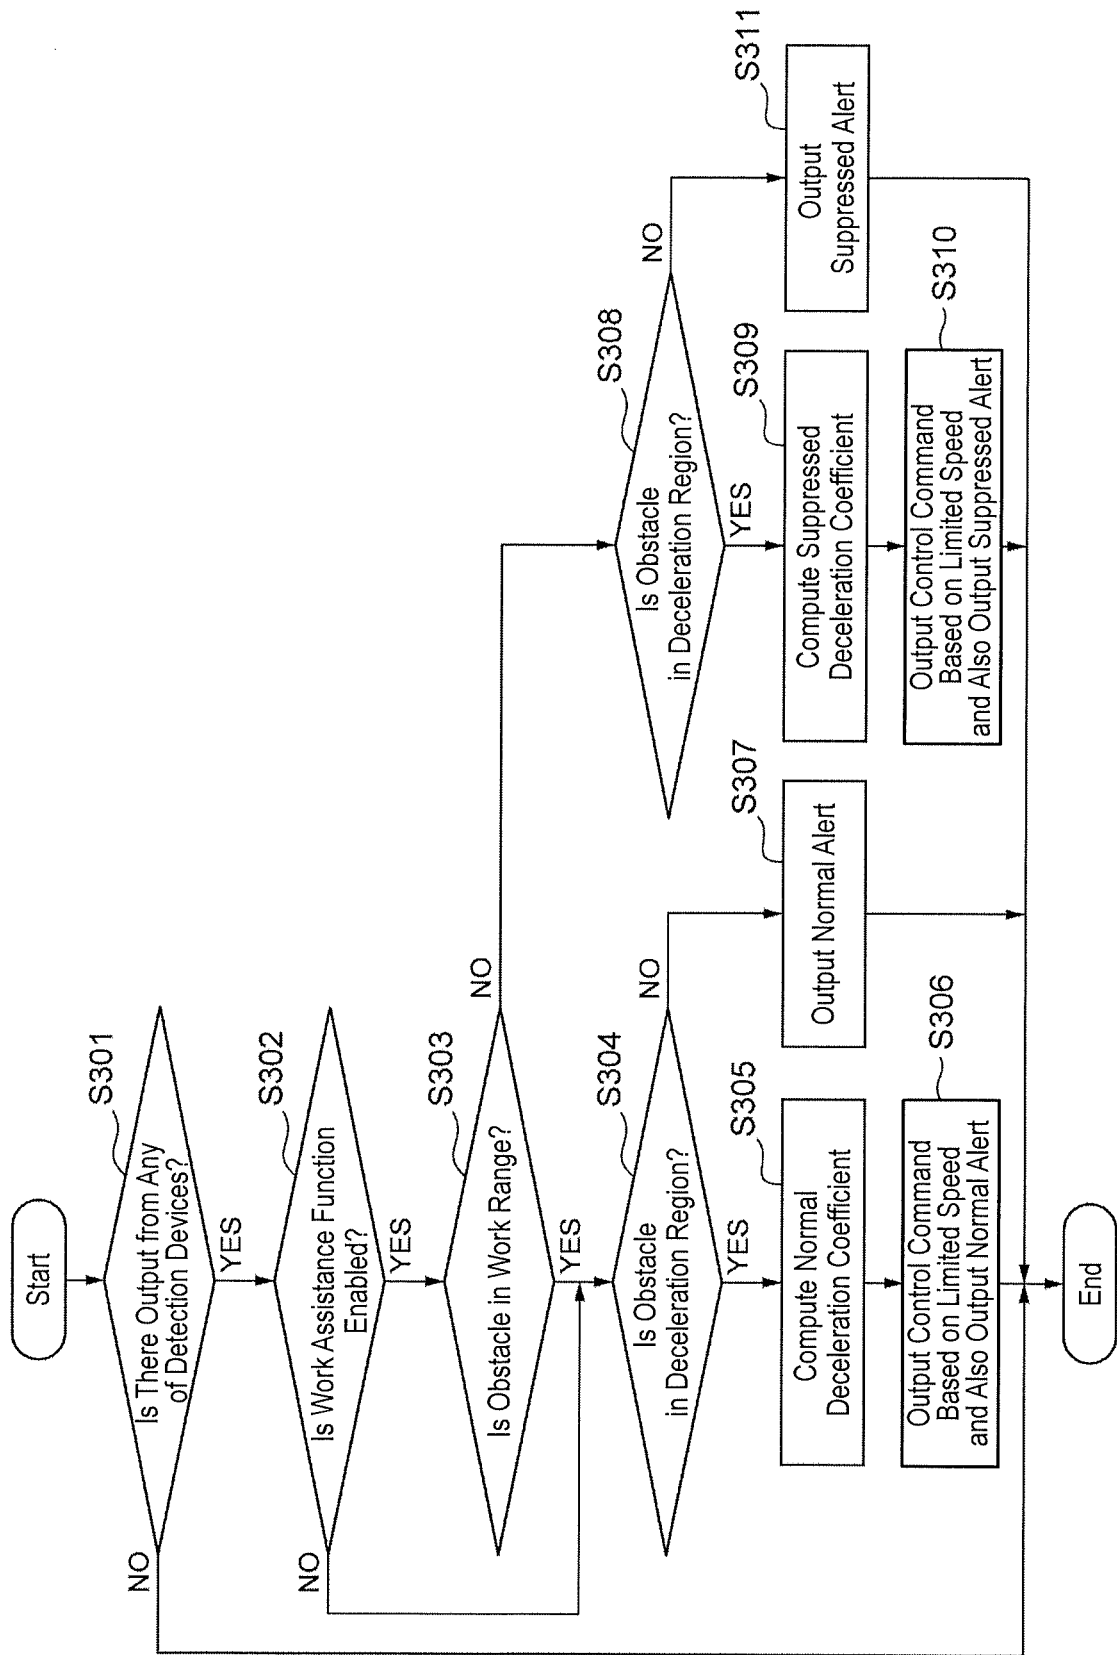 Start
S301
Is There Output from Any
of Detection Devices?
NO
YES
S302
Is Work Assistance Function
Enabled?
NO
YES
S303
Is Obstacle in Work Range?
NO
YES
S304
Is Obstacle
in Deceleration Region?
NO
YES
S305
Compute Normal
Deceleration Coefficient
S306
Output Control Command
Based on Limited Speed
and Also Output Normal Alert
S307
Output Normal Alert
S308
Is Obstacle
in Deceleration Region?
NO
YES
S309
Compute Suppressed
Deceleration Coefficient
S310
Output Control Command
Based on Limited Speed
and Also Output Suppressed Alert
S311
Output
Suppressed Alert
End